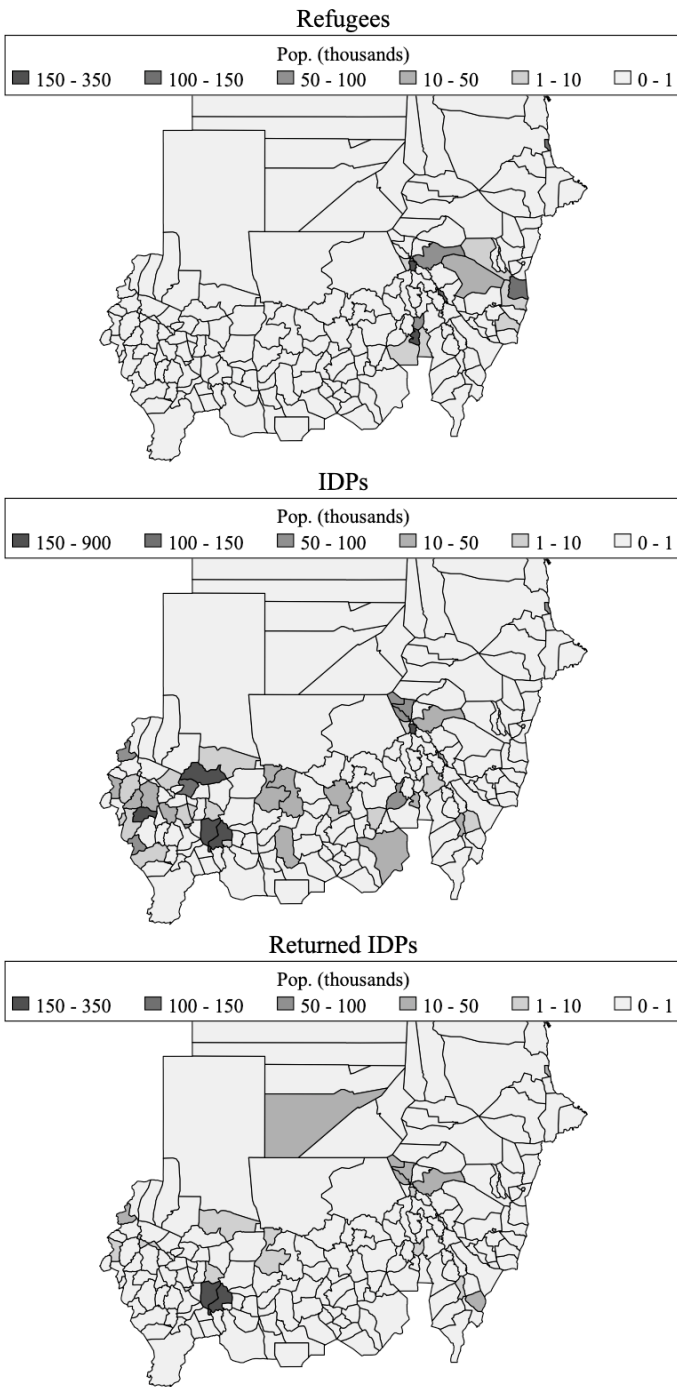 Refugees
Pop. (thousands)
150 - 350 100 - 150 50 - 100 10 - 50 1 - 10 0 - 1
IDPs
Pop. (thousands)
150 - 900 100 - 150 50 - 100 10 - 50 1 - 10 0 - 1
Returned IDPs
Pop. (thousands)
150 - 350 100 - 150 50 - 100 10 - 50 1 - 10 0 - 1